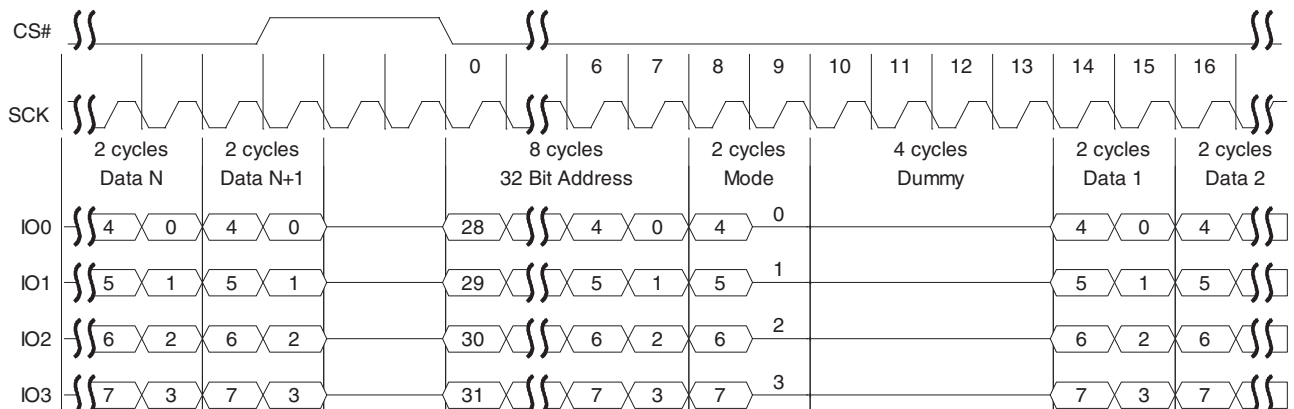 CS#
0 6 7 8 9 10 11 12 13 14 15 16
SCK
2 cycles 2 cycles 8 cycles 2 cycles 4 cycles 2 cycles 2 cycles
Data N Data N+1 32 Bit Address Mode Dummy Data 1 Data 2
IO0 4 0 4 0 28 4 0 4 0 4 0 4
IO1 5 1 5 1 29 5 1 5 1 5 1 5
IO2 6 2 6 2 30 6 2 6 2 6 2 6
IO3 7 3 7 3 31 7 3 7 3 7 3 7